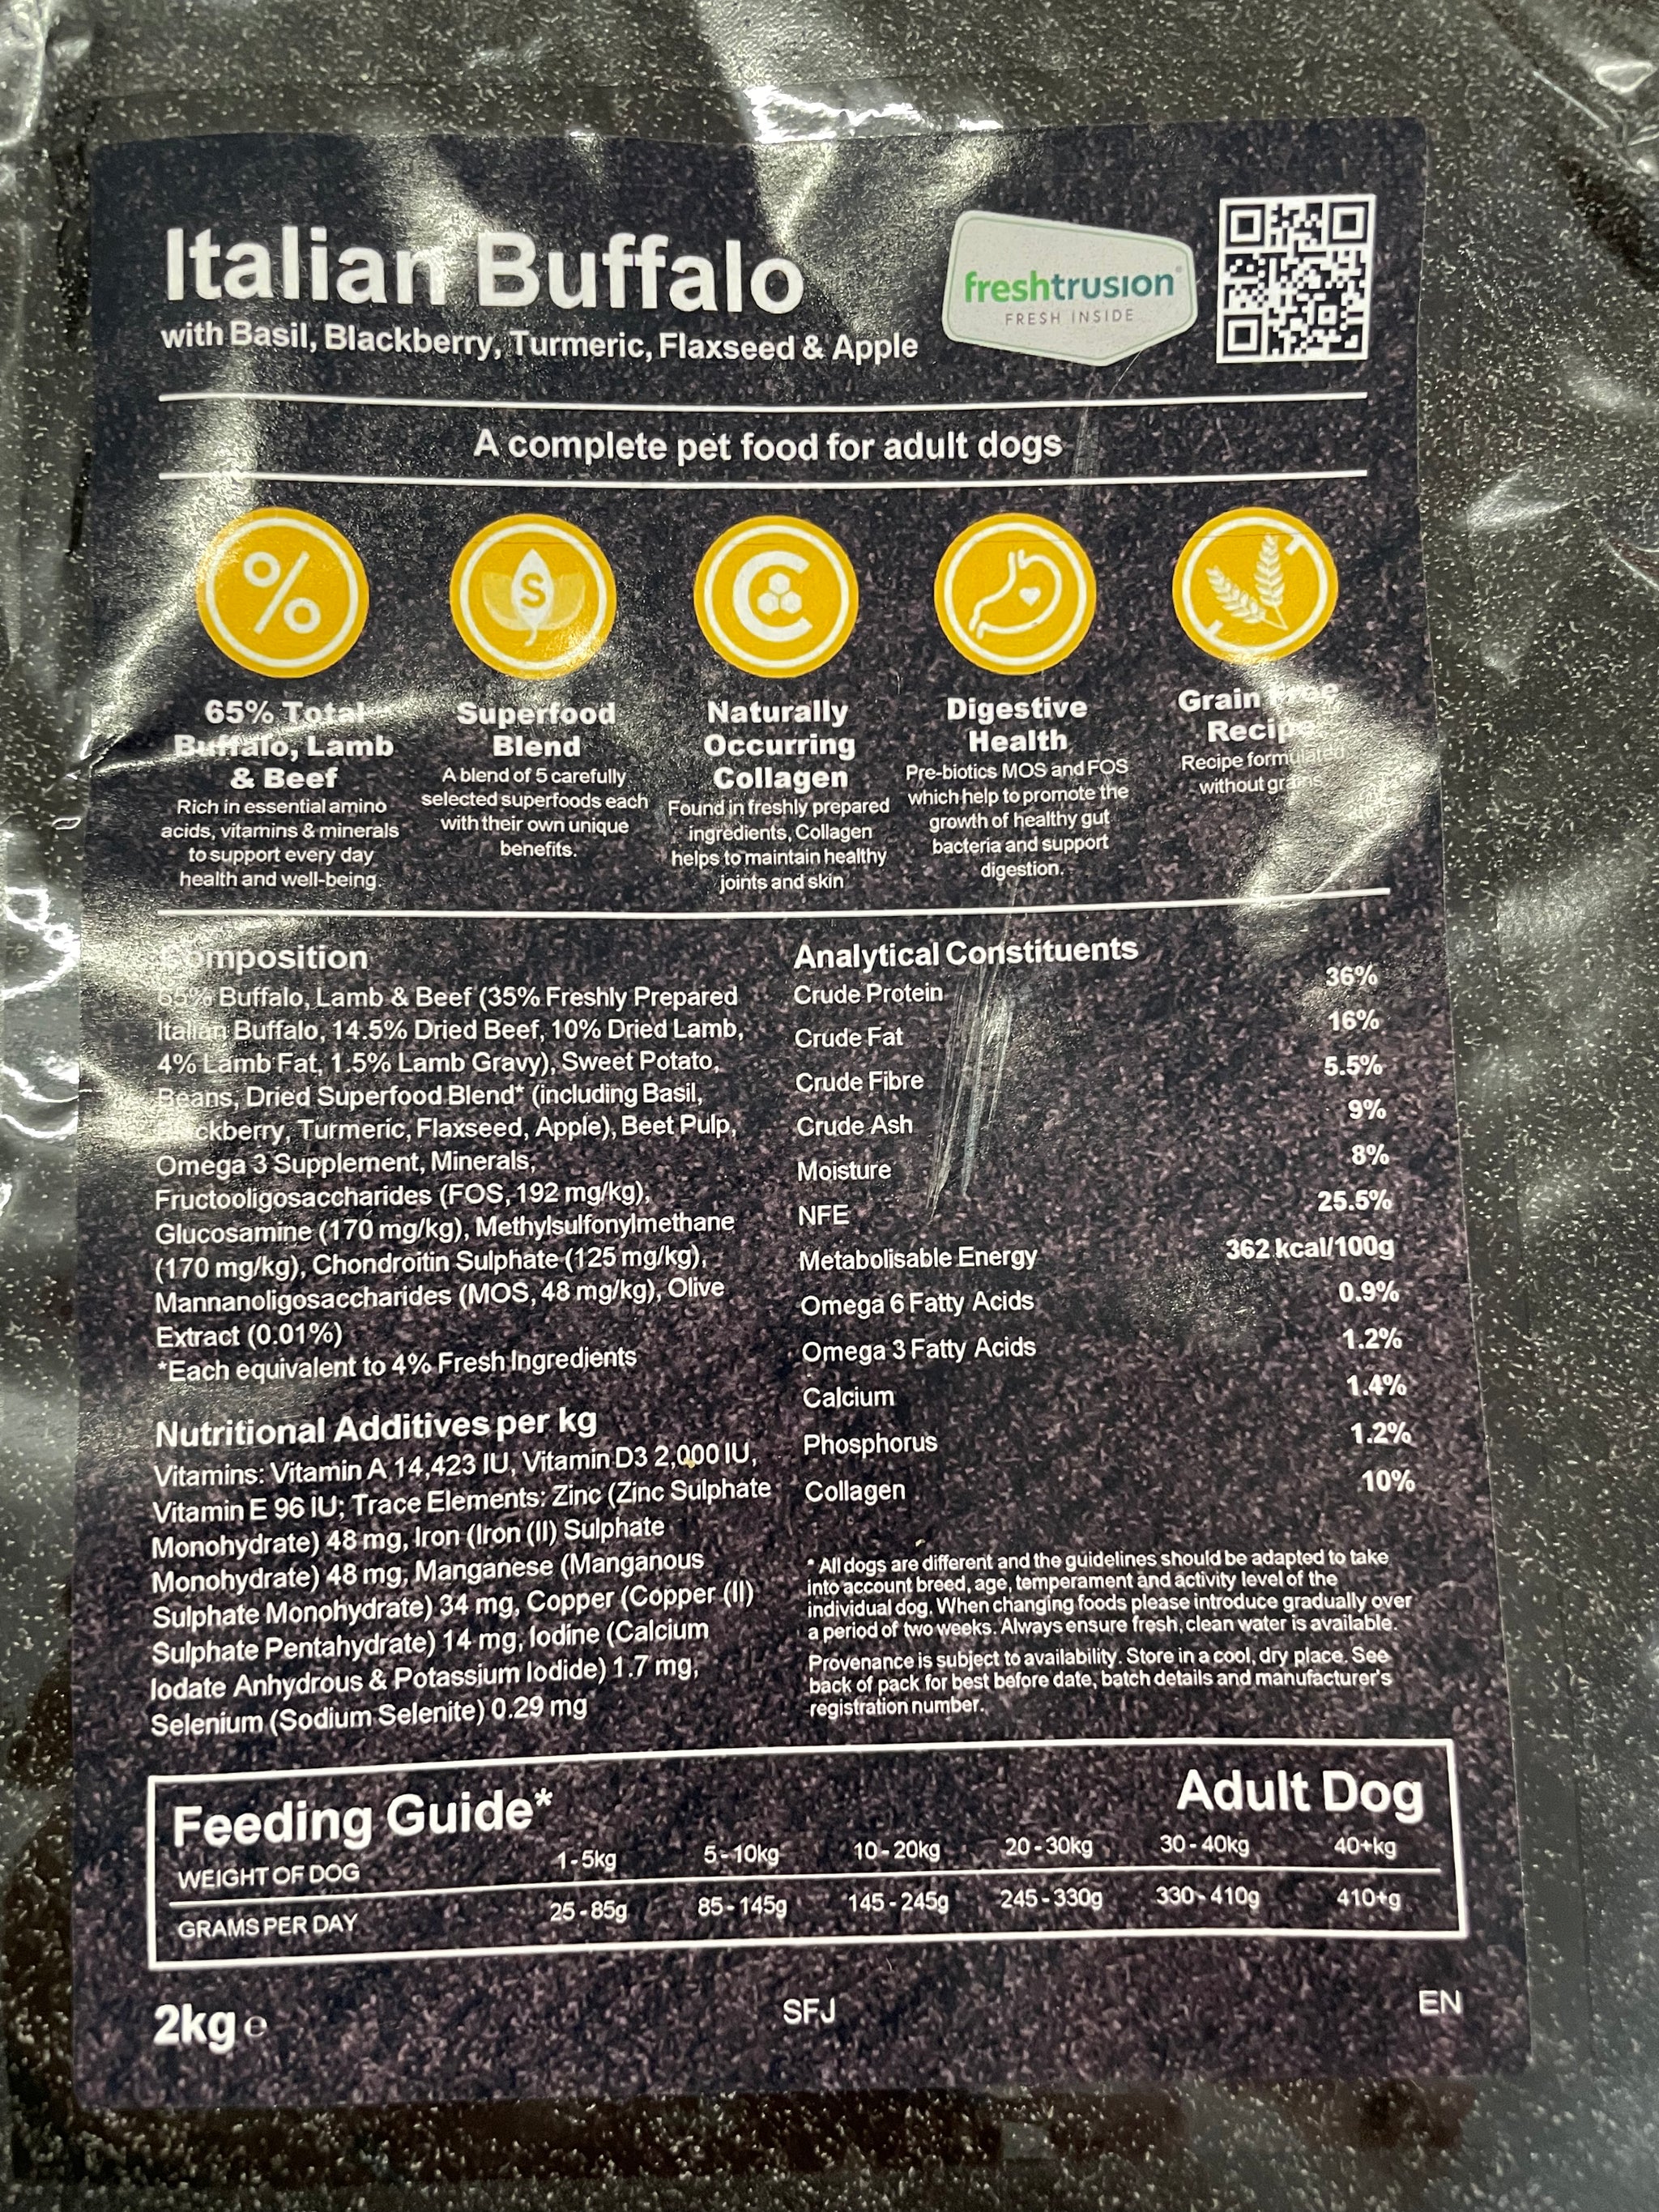 Italian Buffalo
with Basil, Blackberry, Turmeric, Flaxseed & Apple
freshtrusion®
FRESH INSIDE
A complete pet food for adult dogs
%
65% Total
Buffalo, Lamb
& Beef
Rich in essential amino
acids, vitamins & minerals
to support every day
health and well-being.
S
Superfood
Blend
A blend of 5 carefully
selected superfoods each
with their own unique
benefits.
C
Naturally
Occurring
Collagen
Found in freshly prepared
ingredients, Collagen
helps to maintain healthy
joints and skin
Digestive
Health
Pre-biotics MOS and FOS
which help to promote the
growth of healthy gut
bacteria and support
digestion.
Grain Free
Recipe
Recipe formulated
without grains
Composition
65% Buffalo, Lamb & Beef (35% Freshly Prepared
Italian Buffalo, 14.5% Dried Beef, 10% Dried Lamb,
4% Lamb Fat, 1.5% Lamb Gravy), Sweet Potato,
Beans, Dried Superfood Blend* (including Basil,
Blackberry, Turmeric, Flaxseed, Apple), Beet Pulp,
Omega 3 Supplement, Minerals,
Fructooligosaccharides (FOS, 192 mg/kg),
Glucosamine (170 mg/kg), Methylsulfonylmethane
(170 mg/kg), Chondroitin Sulphate (125 mg/kg),
Mannanoligosaccharides (MOS, 48 mg/kg), Olive
Extract (0.01%)
*Each equivalent to 4% Fresh Ingredients
Nutritional Additives per kg
Vitamins: Vitamin A 14,423 IU, Vitamin D3 2,000 IU,
Vitamin E 96 IU; Trace Elements: Zinc (Zinc Sulphate
Monohydrate) 48 mg, Iron (Iron (II) Sulphate
Monohydrate) 48 mg, Manganese (Manganous
Sulphate Monohydrate) 34 mg, Copper (Copper (II)
Sulphate Pentahydrate) 14 mg, Iodine (Calcium
Iodate Anhydrous & Potassium Iodide) 1.7 mg,
Selenium (Sodium Selenite) 0.29 mg
Analytical Constituents
Crude Protein 36%
Crude Fat 16%
Crude Fibre 5.5%
Crude Ash 9%
Moisture 8%
NFE 25.5%
Metabolisable Energy 362 kcal/100g
Omega 6 Fatty Acids 0.9%
Omega 3 Fatty Acids 1.2%
Calcium 1.4%
Phosphorus 1.2%
Collagen 10%
* All dogs are different and the guidelines should be adapted to take
into account breed, age, temperament and activity level of the
individual dog. When changing foods please introduce gradually over
a period of two weeks. Always ensure fresh, clean water is available.
Provenance is subject to availability. Store in a cool, dry place. See
back of pack for best before date, batch details and manufacturer's
registration number.
Feeding Guide* Adult Dog
WEIGHT OF DOG 1-5kg 5-10kg 10-20kg 20-30kg 30-40kg 40+kg
GRAMS PER DAY 25-85g 85-145g 145-245g 245-330g 330-410g 410+g
2kg ℮ SFJ EN